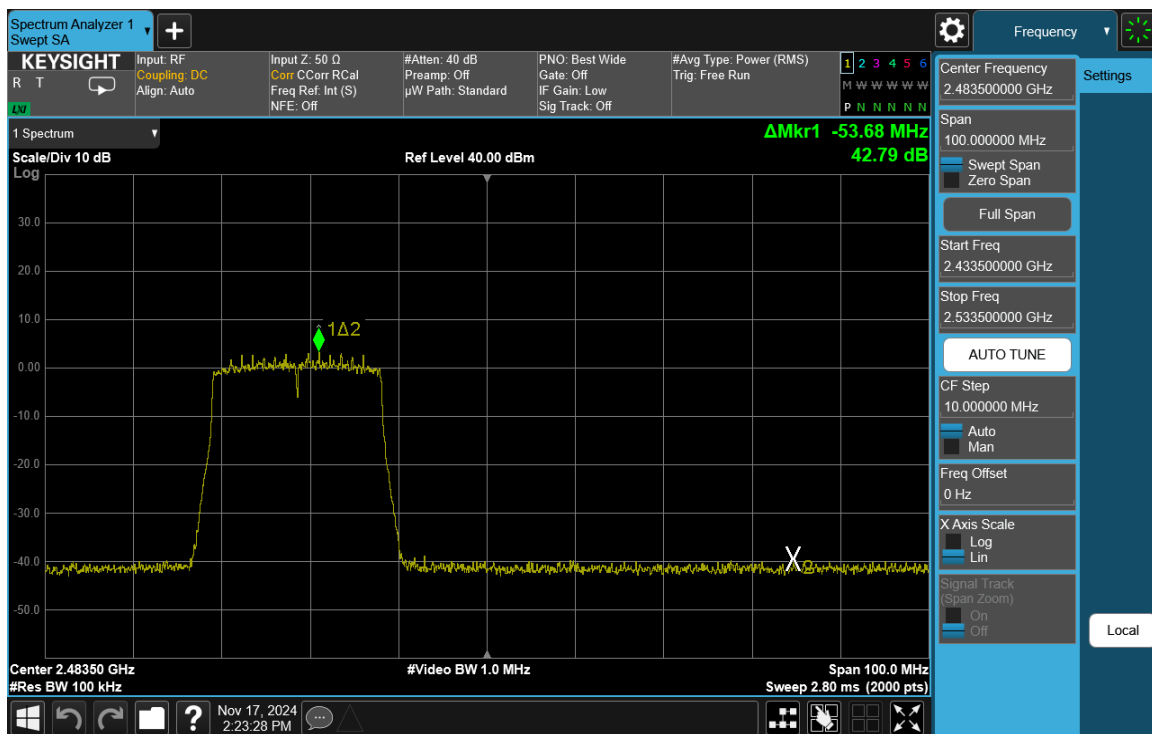 Spectrum Analyzer 1
Swept SA
Frequency
KEYSIGHT
R T
LXI
Input: RF
Coupling: DC
Align: Auto
Input Z: 50 Ω
Corr CCorr RCal
Freq Ref: Int (S)
NFE: Off
#Atten: 40 dB
Preamp: Off
µW Path: Standard
PNO: Best Wide
Gate: Off
IF Gain: Low
Sig Track: Off
#Avg Type: Power (RMS)
Trig: Free Run
1 2 3 4 5 6
M W W W W W
P N N N N N
1 Spectrum
Scale/Div 10 dB
Log
Ref Level 40.00 dBm
ΔMkr1 -53.68 MHz
42.79 dB
30.0
20.0
10.0
0.00
-10.0
-20.0
-30.0
-40.0
-50.0
1Δ2
X2
Center 2.48350 GHz
#Res BW 100 kHz
#Video BW 1.0 MHz
Span 100.0 MHz
Sweep 2.80 ms (2000 pts)
Center Frequency
2.483500000 GHz
Span
100.000000 MHz
Swept Span
Zero Span
Full Span
Start Freq
2.433500000 GHz
Stop Freq
2.533500000 GHz
AUTO TUNE
CF Step
10.000000 MHz
Auto
Man
Freq Offset
0 Hz
X Axis Scale
Log
Lin
Signal Track
(Span Zoom)
On
Off
Settings
Local
Nov 17, 2024
2:23:28 PM